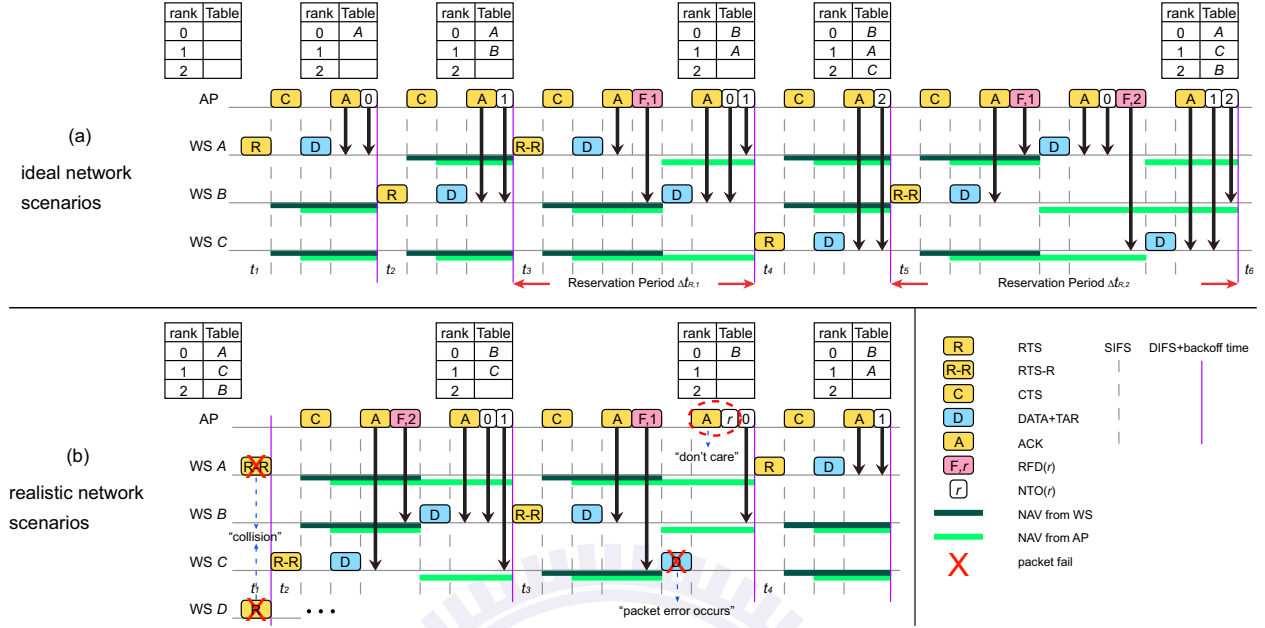 rank Table rank Table rank Table rank Table rank Table rank Table
0 0 A 0 A 0 B 0 B 0 A
1 1 1 B 1 A 1 A 1 C
2 2 2 2 2 C 2 B
AP C A 0 C A 1 C A F,1 A 0 1 C A 2 C A F,1 A 0 F,2 A 1 2
(a)
ideal network
scenarios
WS A R D R-R D D
WS B R D D R-R D
WS C R D D
t1 t2 t3 t4 t5 t6
Reservation Period ΔtR,1 Reservation Period ΔtR,2
rank Table rank Table rank Table rank Table
0 A 0 B 0 B 0 B
1 C 1 C 1 1 A
2 B 2 2 2
AP C A F,2 A 0 1 C A F,1 A r 0 C A 1
(b)
realistic network
scenarios
"don't care"
WS A R-R R D
WS B D R-R D
"collision"
WS C R-R D D
t1 t2 t3 t4
WS D R • • •
"packet error occurs"
R RTS SIFS DIFS+backoff time
R-R RTS-R
C CTS
D DATA+TAR
A ACK
F,r RFD(r)
r NTO(r)
NAV from WS
NAV from AP
X packet fail